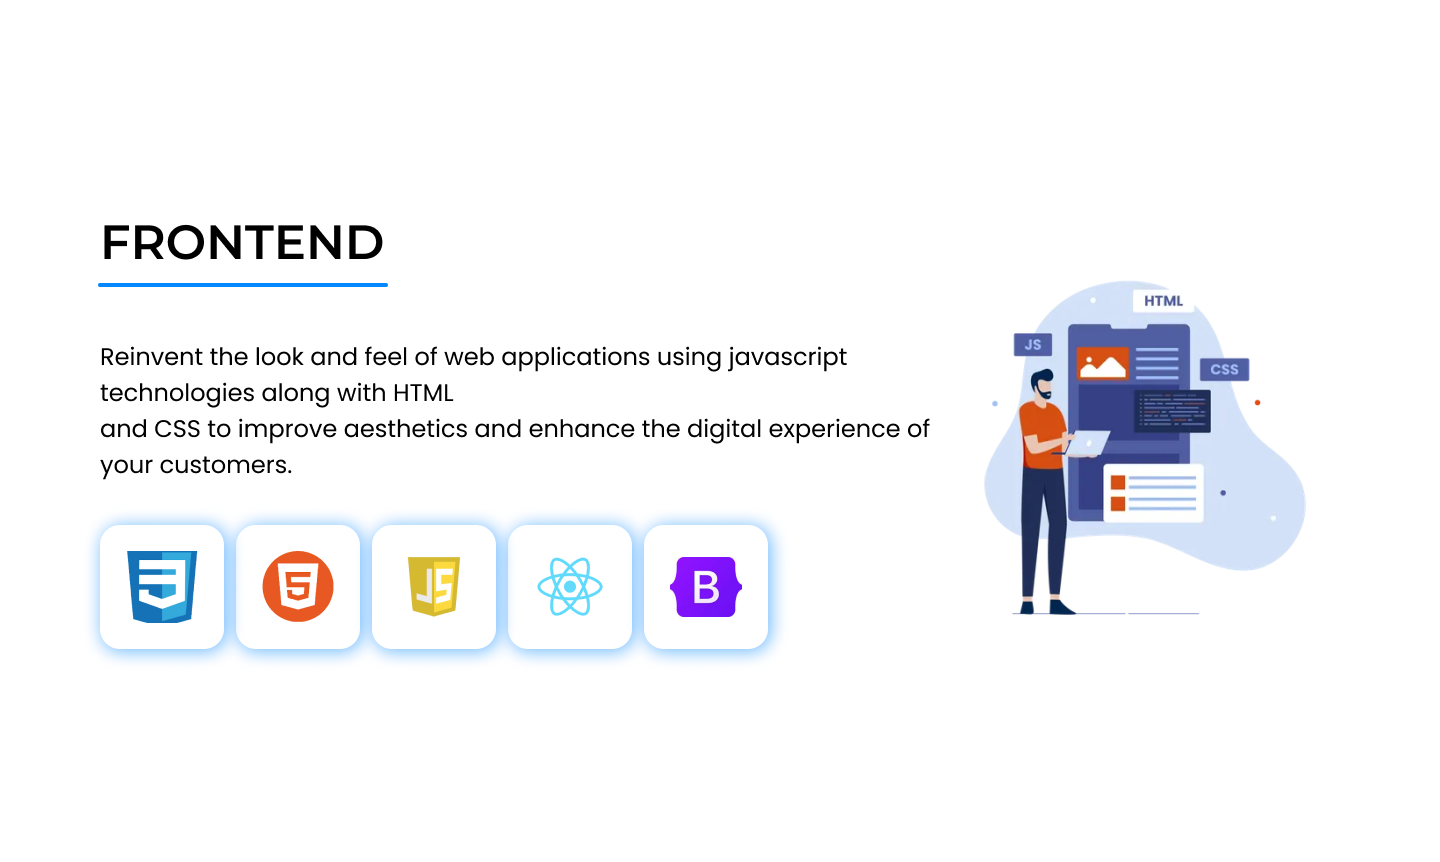 FRONTEND
Reinvent the look and feel of web applications using javascript
technologies along with HTML
and CSS to improve aesthetics and enhance the digital experience of
your customers.
HTML
JS
CSS
3
5
JS
B